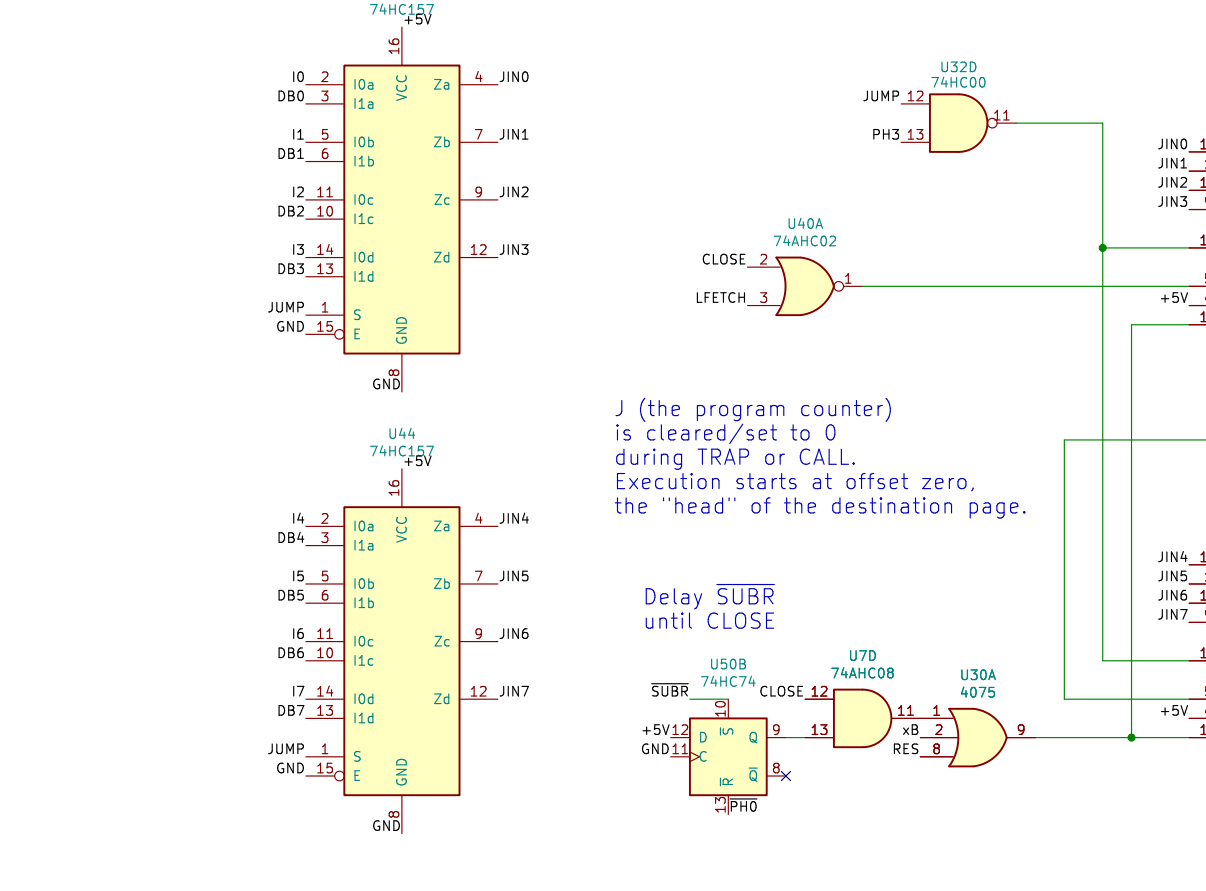 74HC157
+5V
16
VCC
I0 2 I0a Za 4 JIN0
DB0 3 I1a
I1 5 I0b Zb 7 JIN1
DB1 6 I1b
I2 11 I0c Zc 9 JIN2
DB2 10 I1c
I3 14 I0d Zd 12 JIN3
DB3 13 I1d
JUMP 1 S
GND 15 E
GND
8
GND
U44
74HC157
+5V
16
VCC
I4 2 I0a Za 4 JIN4
DB4 3 I1a
I5 5 I0b Zb 7 JIN5
DB5 6 I1b
I6 11 I0c Zc 9 JIN6
DB6 10 I1c
I7 14 I0d Zd 12 JIN7
DB7 13 I1d
JUMP 1 S
GND 15 E
GND
8
GND
U32D
74HC00
JUMP 12
11
PH3 13
U40A
74AHC02
CLOSE 2
1
LFETCH 3
J (the program counter)
is cleared/set to 0
during TRAP or CALL.
Execution starts at offset zero,
the "head" of the destination page.
Delay SUBR
until CLOSE
U50B
74HC74
SUBR
10
S
+5V 12 D Q 9
GND 11 C
Q 8
R
13
PH0
U7D
74AHC08
CLOSE 12
11
13
U30A
4075
1
xB 2
9
RES 8
JIN0 1
JIN1
JIN2 1
JIN3
1
+5V
1
JIN4 1
JIN5
JIN6 1
JIN7
1
+5V
1